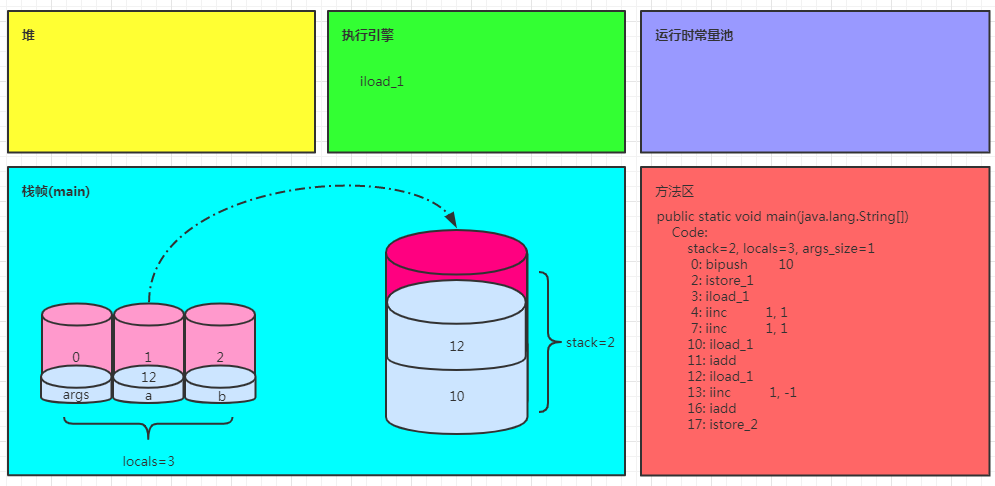 堆
执行引擎
iload_1
运行时常量池
栈帧(main)
0
1
2
12
args
a
b
locals=3
12
10
stack=2
方法区
public static void main(java.lang.String[])
Code:
stack=2, locals=3, args_size=1
0: bipush 10
2: istore_1
3: iload_1
4: iinc 1, 1
7: iinc 1, 1
10: iload_1
11: iadd
12: iload_1
13: iinc 1, -1
16: iadd
17: istore_2